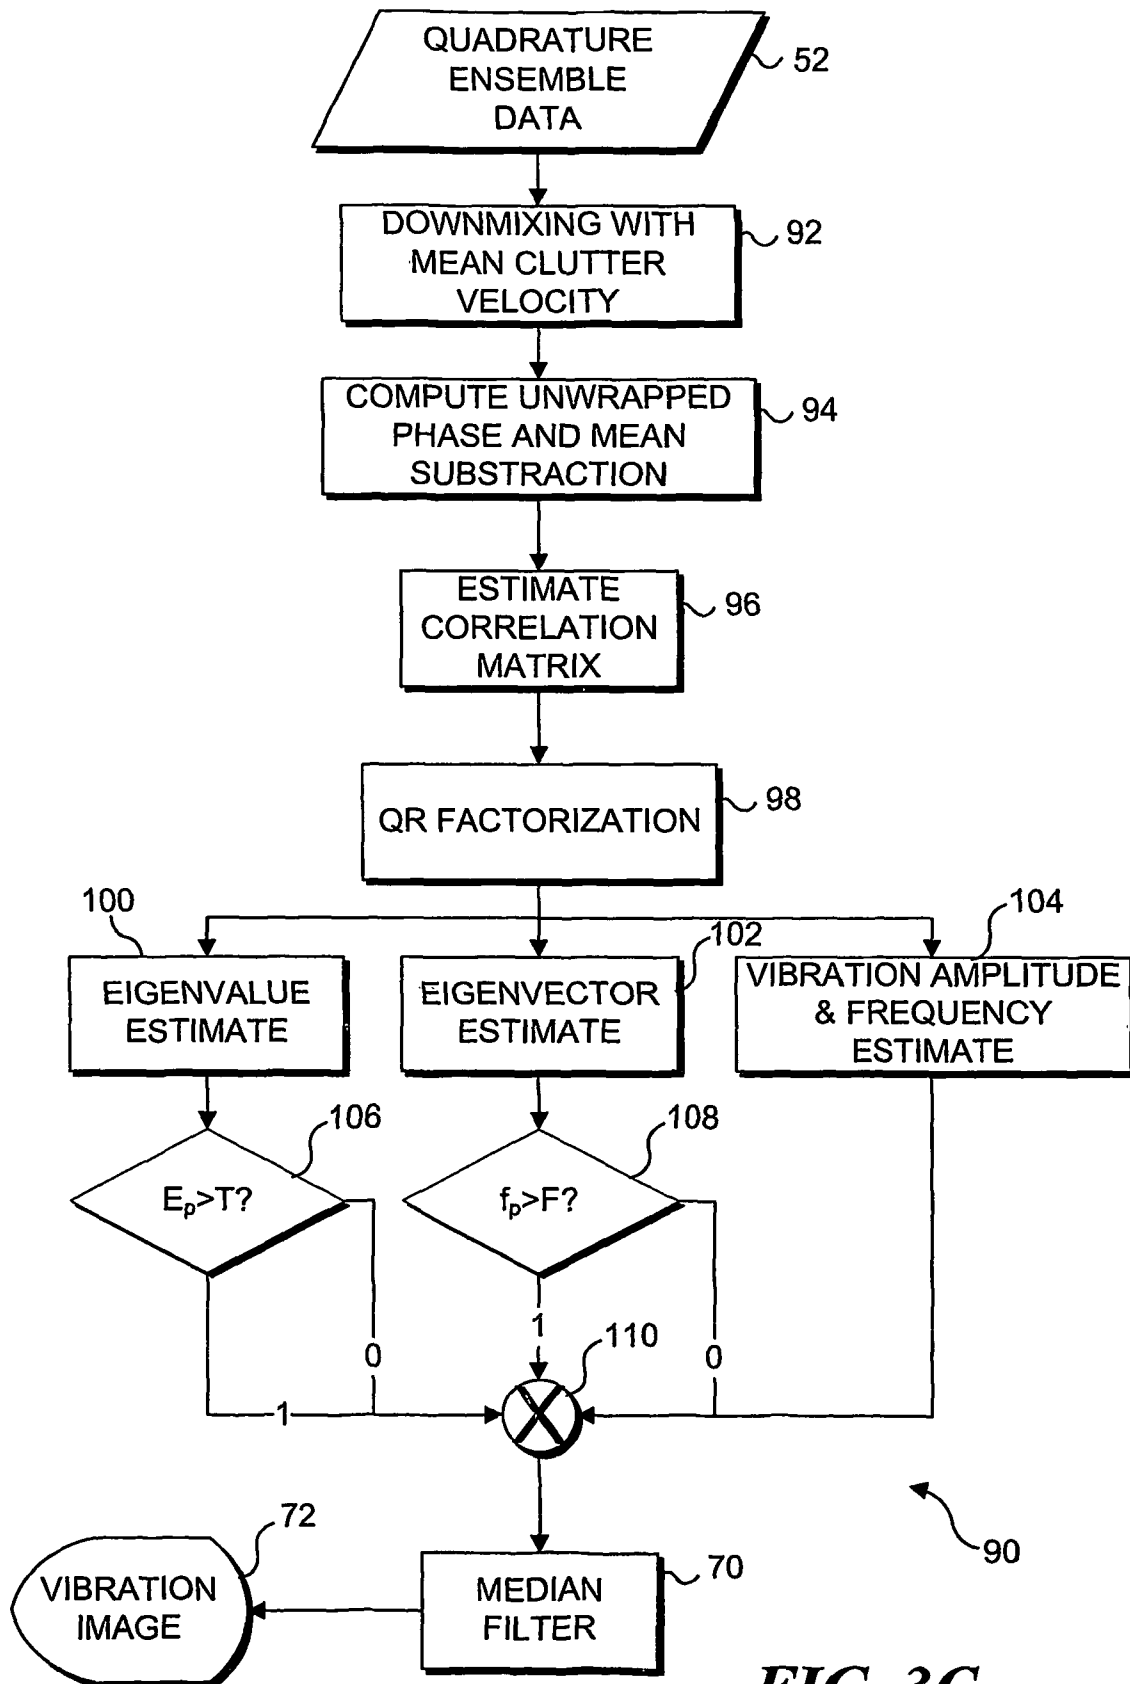 QUADRATURE
ENSEMBLE
DATA
52
DOWNMIXING WITH
MEAN CLUTTER
VELOCITY
92
COMPUTE UNWRAPPED
PHASE AND MEAN
SUBSTRACTION
94
ESTIMATE
CORRELATION
MATRIX
96
QR FACTORIZATION
98
100
102
104
EIGENVALUE
ESTIMATE
EIGENVECTOR
ESTIMATE
VIBRATION AMPLITUDE
& FREQUENCY
ESTIMATE
106
108
Ep>T?
fp>F?
1
110
0
0
1
72
90
VIBRATION
IMAGE
MEDIAN
FILTER
70
FIG. 3C